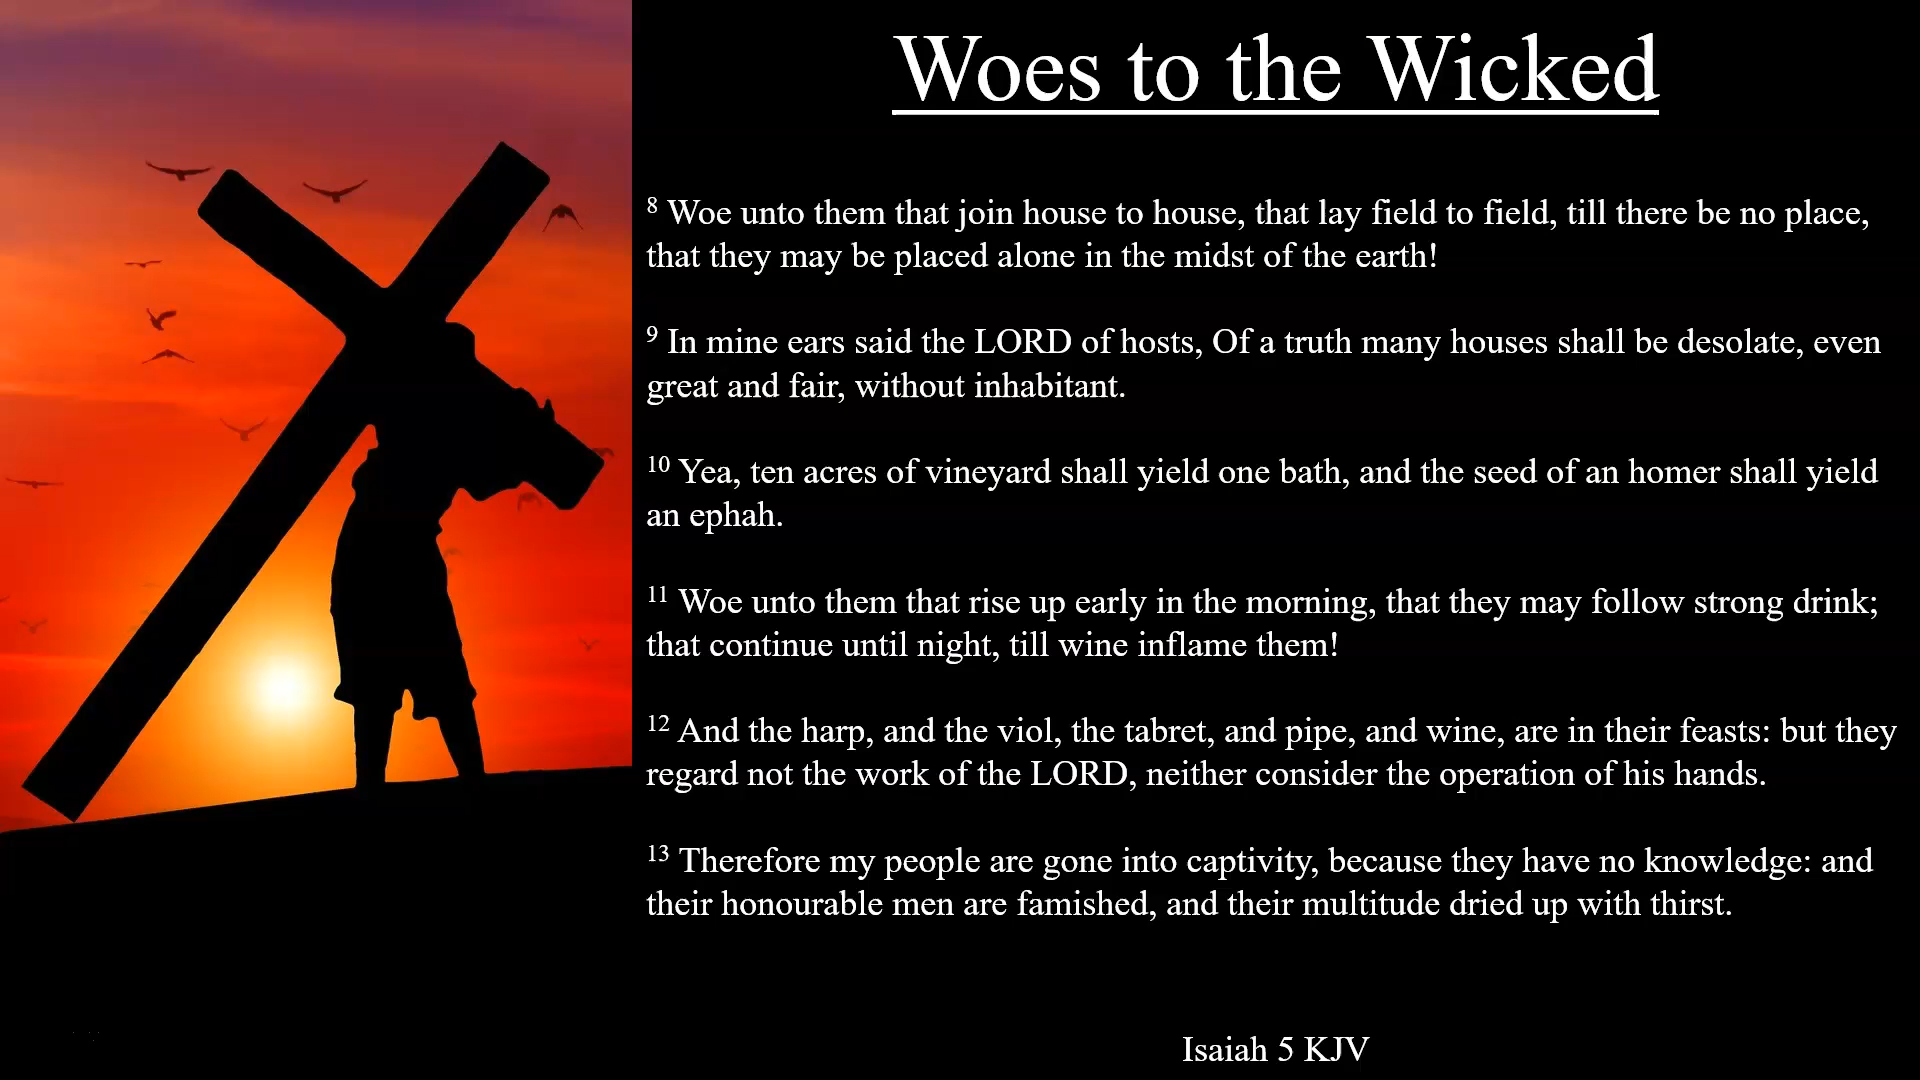 Woes to the Wicked
8 Woe unto them that join house to house, that lay field to field, till there be no place,
that they may be placed alone in the midst of the earth!
9 In mine ears said the LORD of hosts, Of a truth many houses shall be desolate, even
great and fair, without inhabitant.
10 Yea, ten acres of vineyard shall yield one bath, and the seed of an homer shall yield
an ephah.
11 Woe unto them that rise up early in the morning, that they may follow strong drink;
that continue until night, till wine inflame them!
12 And the harp, and the viol, the tabret, and pipe, and wine, are in their feasts: but they
regard not the work of the LORD, neither consider the operation of his hands.
13 Therefore my people are gone into captivity, because they have no knowledge: and
their honourable men are famished, and their multitude dried up with thirst.
Isaiah 5 KJV